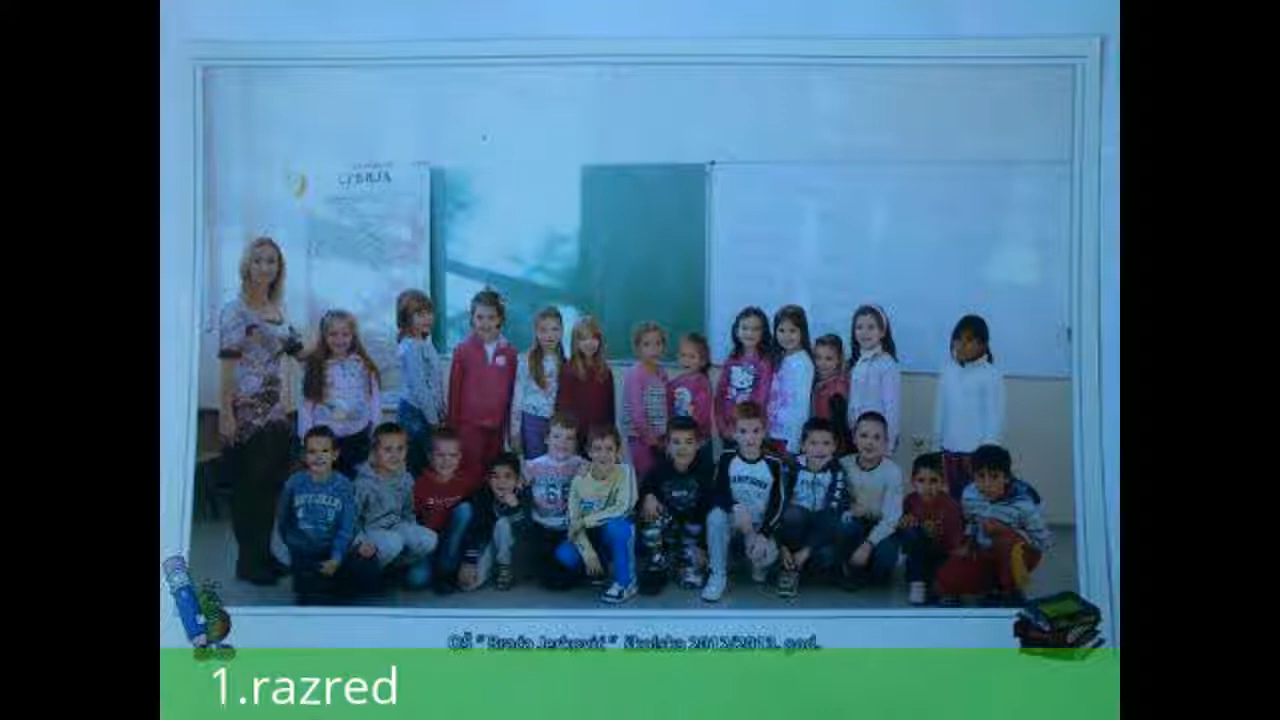 СРБИЈА
OŠ " Braća Jerković " školska 2012/2013. god.
1.razred